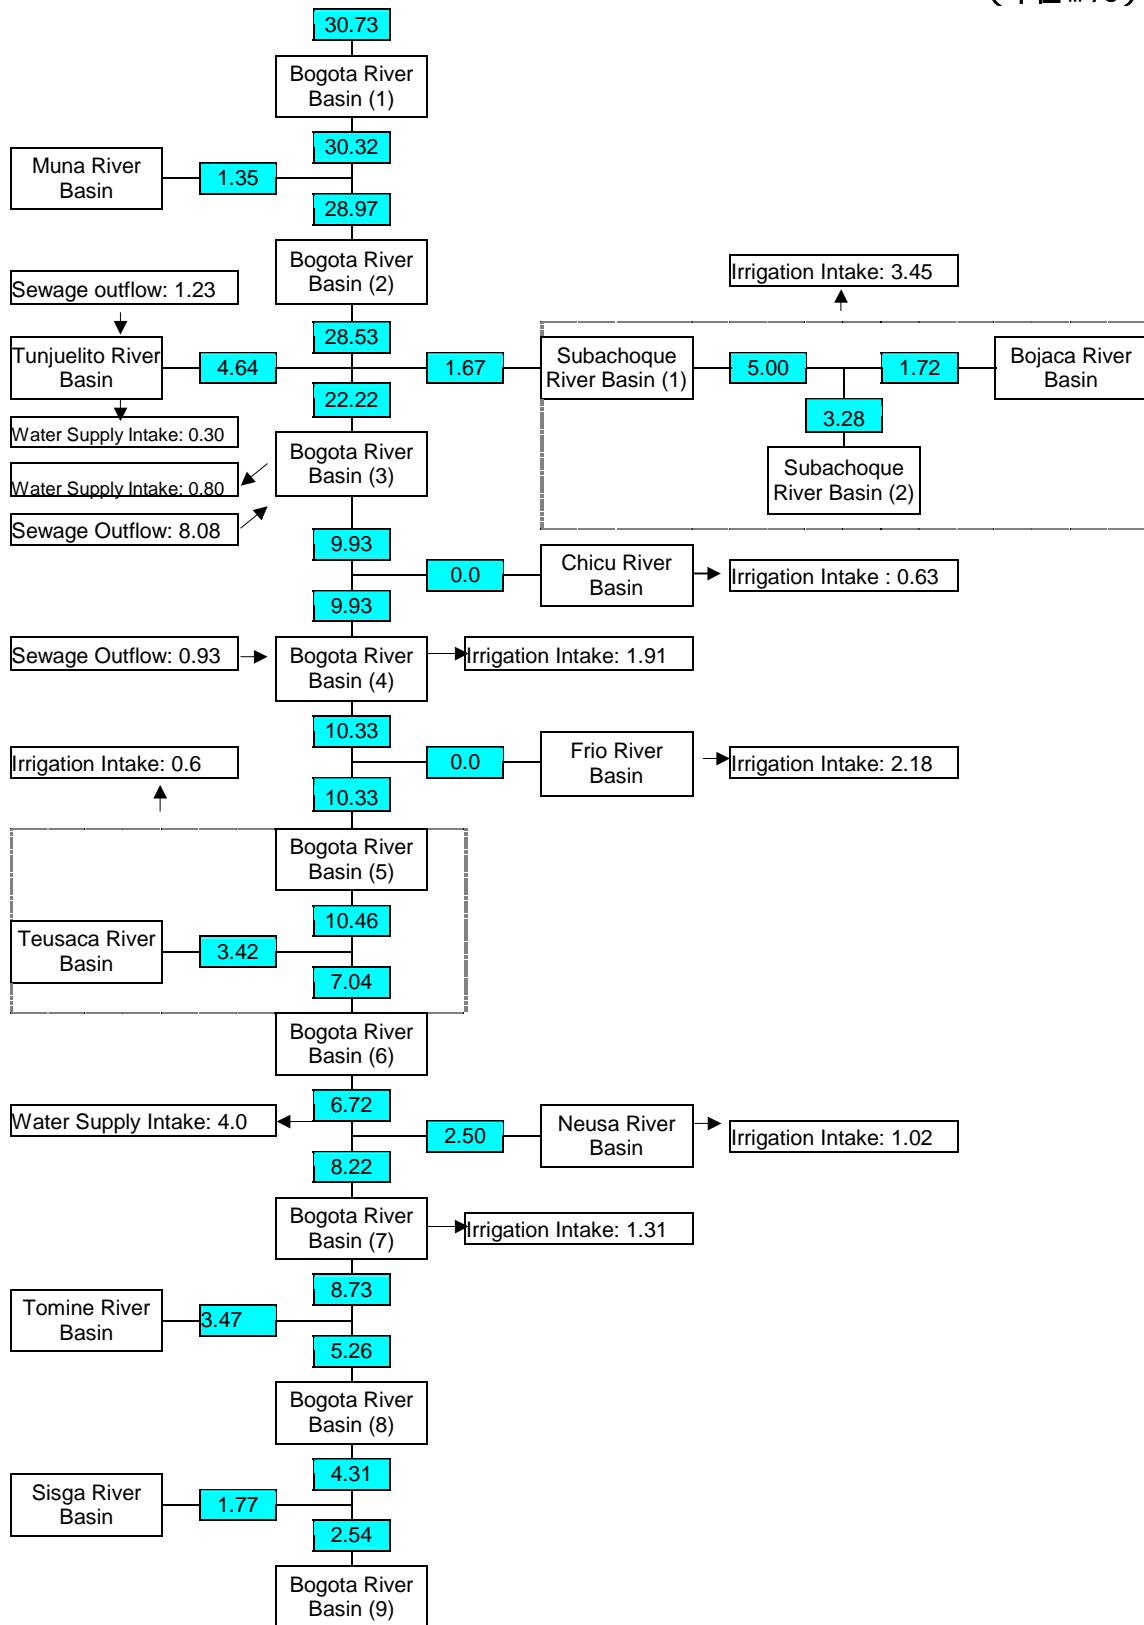 30.73
Bogota River
Basin (1)
30.32
Muna River
Basin
1.35
28.97
Bogota River
Basin (2)
Irrigation Intake: 3.45
Sewage outflow: 1.23
28.53
Tunjuelito River
Basin
4.64
1.67
Subachoque
River Basin (1)
5.00
1.72
Bojaca River
Basin
22.22
3.28
Water Supply Intake: 0.30
Bogota River
Basin (3)
Subachoque
River Basin (2)
Water Supply Intake: 0.80
Sewage Outflow: 8.08
9.93
0.0
Chicu River
Basin
Irrigation Intake : 0.63
9.93
Sewage Outflow: 0.93
Bogota River
Basin (4)
Irrigation Intake: 1.91
10.33
Irrigation Intake: 0.6
0.0
Frio River
Basin
Irrigation Intake: 2.18
10.33
Bogota River
Basin (5)
10.46
Teusaca River
Basin
3.42
7.04
Bogota River
Basin (6)
6.72
Water Supply Intake: 4.0
2.50
Neusa River
Basin
Irrigation Intake: 1.02
8.22
Bogota River
Basin (7)
Irrigation Intake: 1.31
8.73
Tomine River
Basin
3.47
5.26
Bogota River
Basin (8)
4.31
Sisga River
Basin
1.77
2.54
Bogota River
Basin (9)